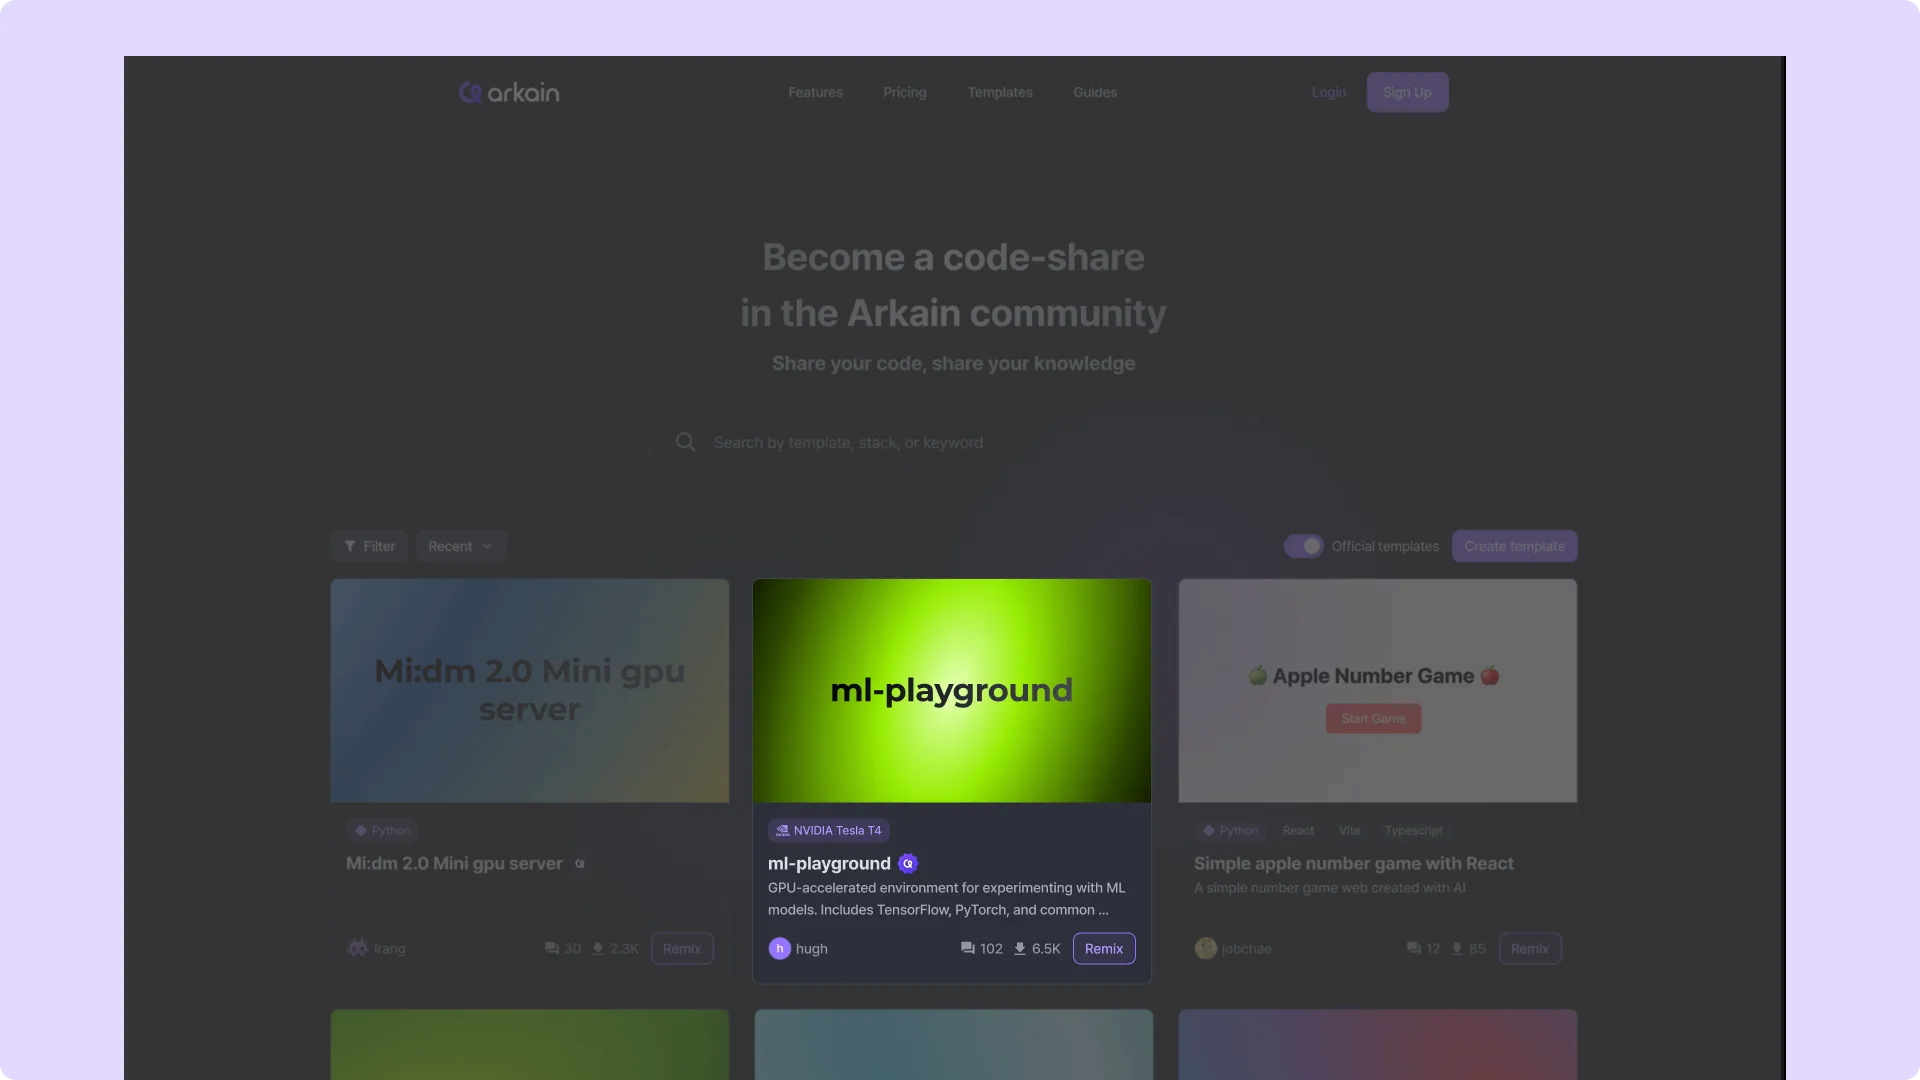 arkain
Features Pricing Templates Guides
Login Sign Up
Become a code-share
in the Arkain community
Share your code, share your knowledge
Search by template, stack, or keyword
Filter Recent
Official templates Create template
Mi:dm 2.0 Mini gpu
server
Python
Mi:dm 2.0 Mini gpu server
lrang 30 2.3K Remix
ml-playground
NVIDIA Tesla T4
ml-playground
GPU-accelerated environment for experimenting with ML
models. Includes TensorFlow, PyTorch, and common ...
h hugh 102 6.5K Remix
🍏 Apple Number Game 🍎
Start Game
Python React Vite Typescript
Simple apple number game with React
A simple number game web created with AI
jobchae 12 85 Remix